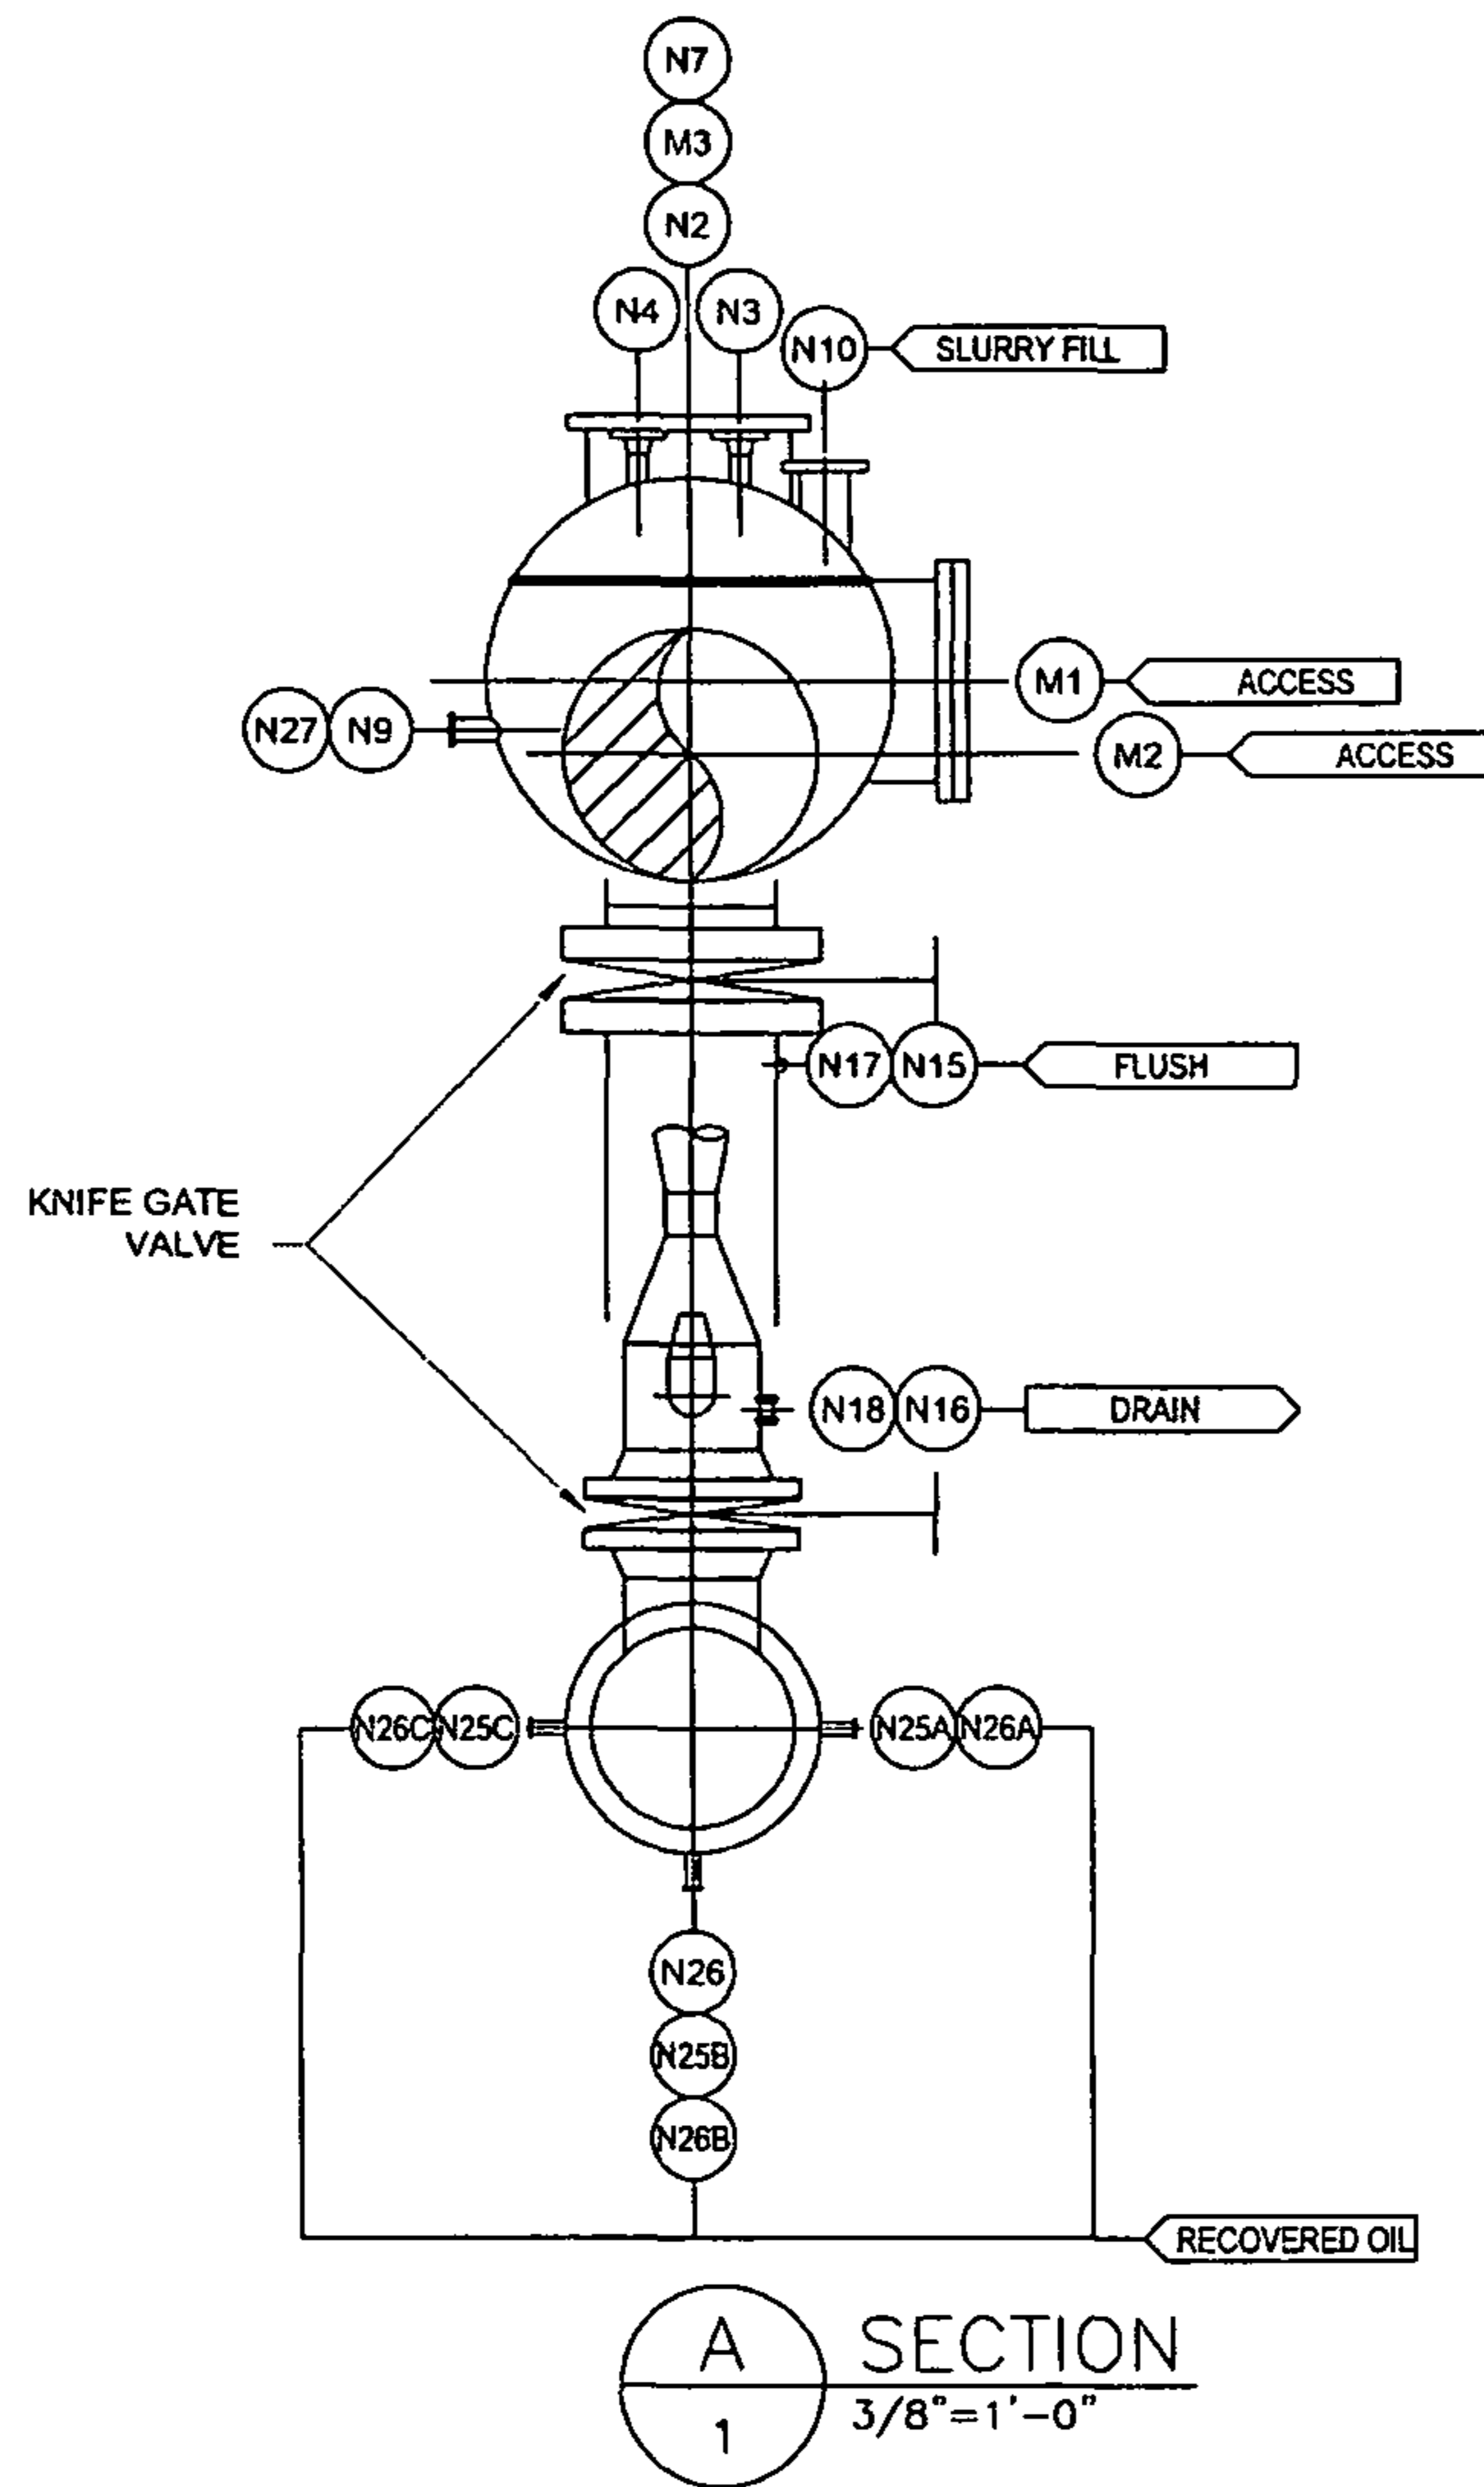 N7
M3
N2
N4 N3
N10 SLURRY FILL
M1 ACCESS
N27 N9
M2 ACCESS
N17 N15 FLUSH
KNIFE GATE
VALVE
N18 N16 DRAIN
N26C N25C N25A N26A
N26
N25B
N26B
RECOVERED OIL
A SECTION
3/8"=1'-0"
1